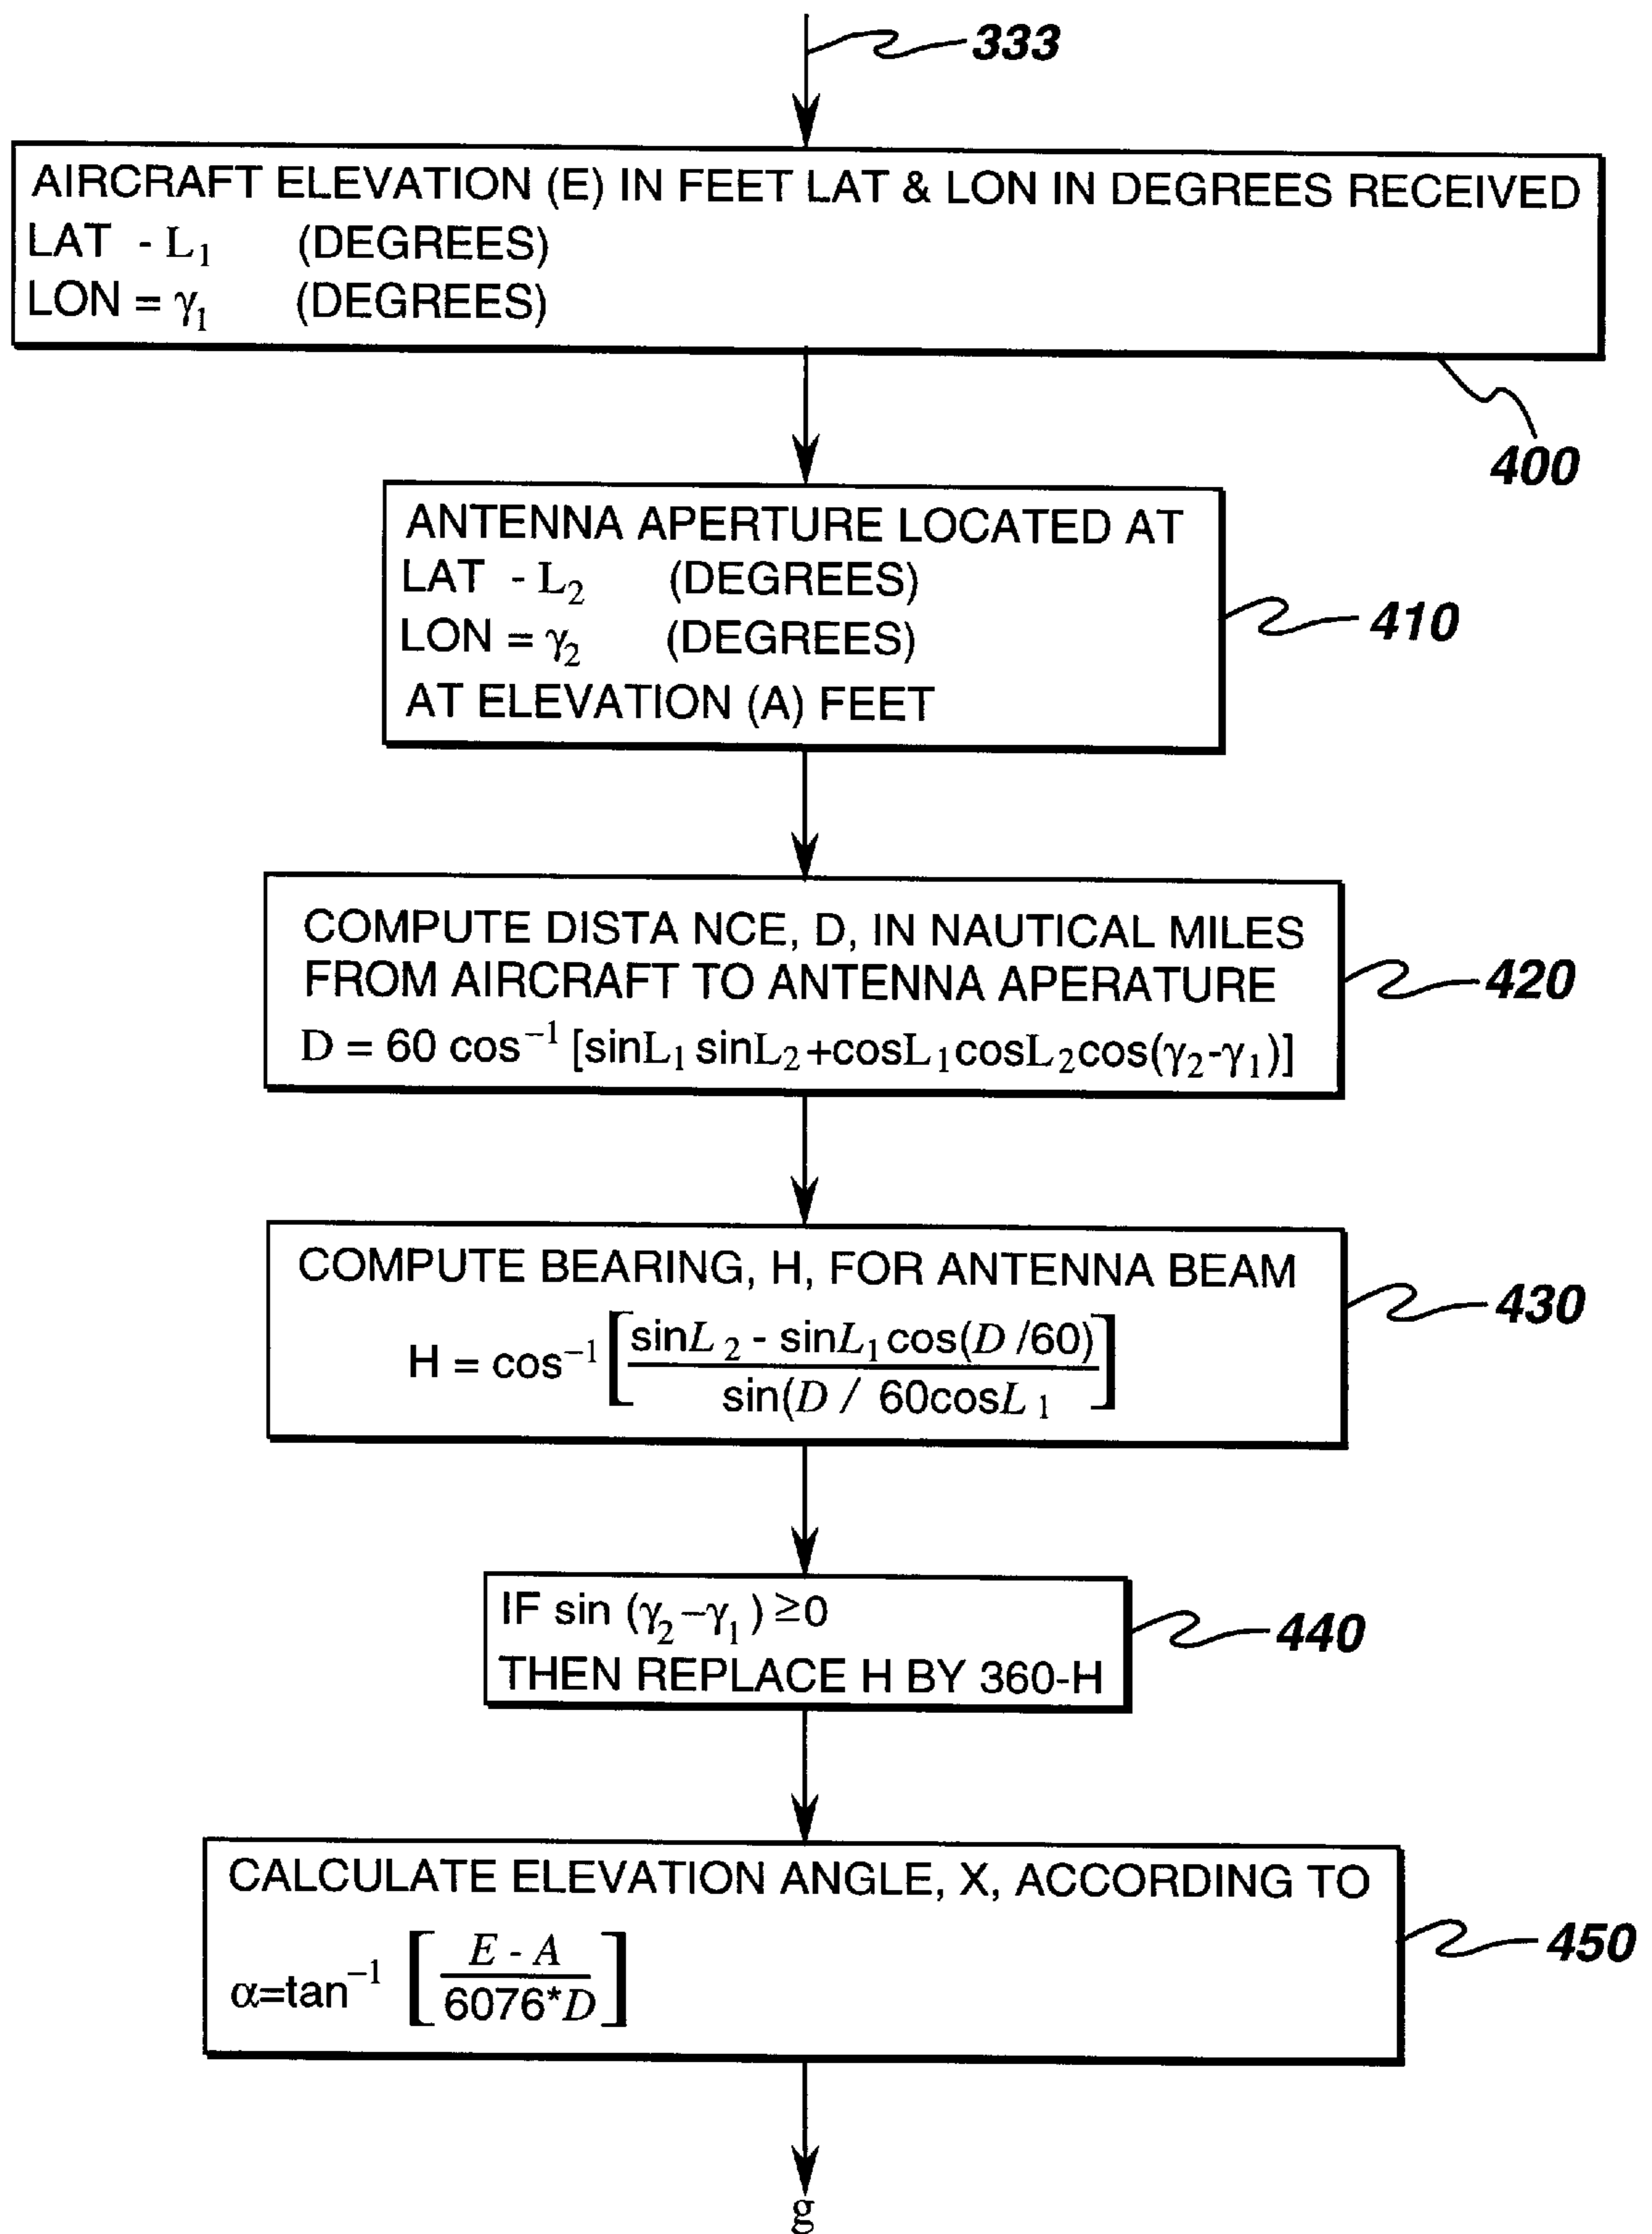 333
AIRCRAFT ELEVATION (E) IN FEET LAT & LON IN DEGREES RECEIVED
LAT - L₁ (DEGREES)
LON = γ₁ (DEGREES)
400
ANTENNA APERTURE LOCATED AT
LAT - L₂ (DEGREES)
LON = γ₂ (DEGREES)
AT ELEVATION (A) FEET
410
COMPUTE DISTA NCE, D, IN NAUTICAL MILES
FROM AIRCRAFT TO ANTENNA APERATURE
D = 60 cos⁻¹ [sinL₁ sinL₂+cosL₁cosL₂cos(γ₂-γ₁)]
420
COMPUTE BEARING, H, FOR ANTENNA BEAM
H = cos⁻¹ [sinL₂ - sinL₁cos(D /60)
sin(D / 60cosL₁]
430
IF sin (γ₂–γ₁) ≥0
THEN REPLACE H BY 360-H
440
CALCULATE ELEVATION ANGLE, X, ACCORDING TO
α=tan⁻¹ [E - A
6076*D]
450
g